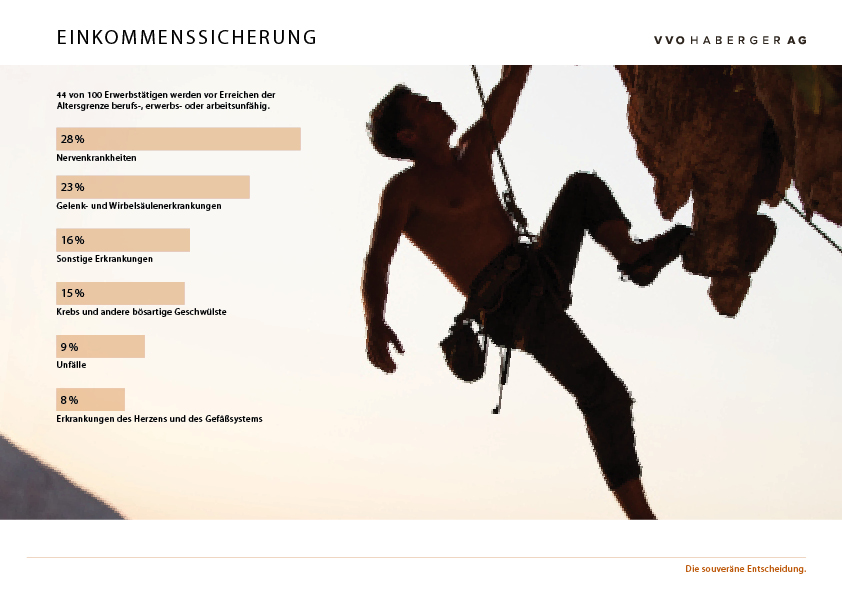 EINKOMMENSSICHERUNG
VVO HABERGER AG
44 von 100 Erwerbstätigen werden vor Erreichen der
Altersgrenze berufs-, erwerbs- oder arbeitsunfähig.
28 %
Nervenkrankheiten
23 %
Gelenk- und Wirbelsäulenerkrankungen
16 %
Sonstige Erkrankungen
15 %
Krebs und andere bösartige Geschwülste
9 %
Unfälle
8 %
Erkrankungen des Herzens und des Gefäßsystems
Die souveräne Entscheidung.